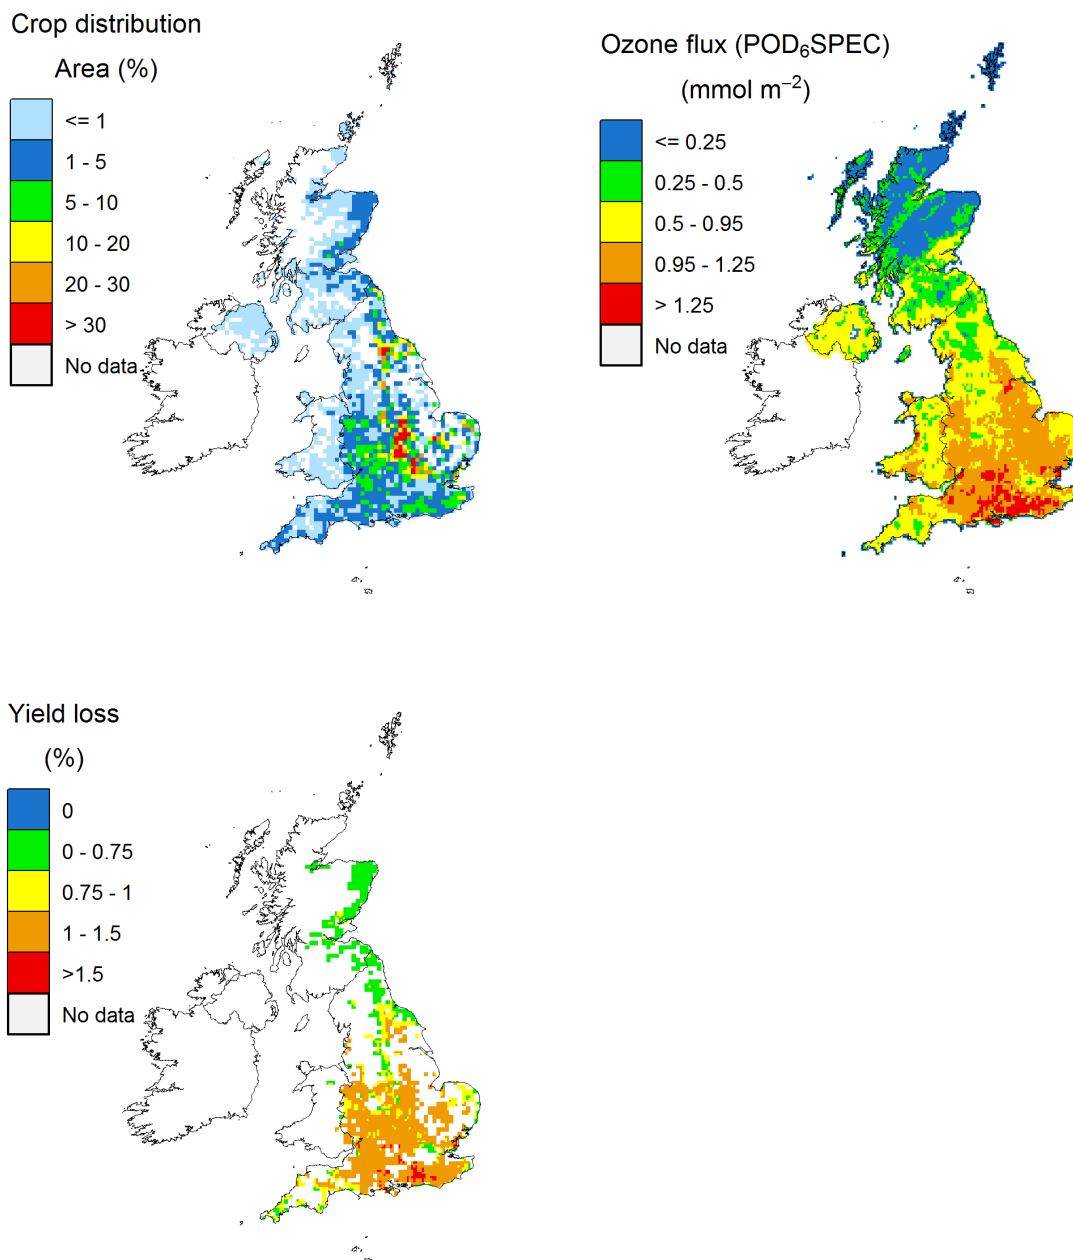 Crop distribution
Area (%)
<= 1
1 - 5
5 - 10
10 - 20
20 - 30
> 30
No data
Ozone flux (POD₆SPEC)
(mmol m⁻²)
<= 0.25
0.25 - 0.5
0.5 - 0.95
0.95 - 1.25
> 1.25
No data
Yield loss
(%)
0
0 - 0.75
0.75 - 1
1 - 1.5
>1.5
No data